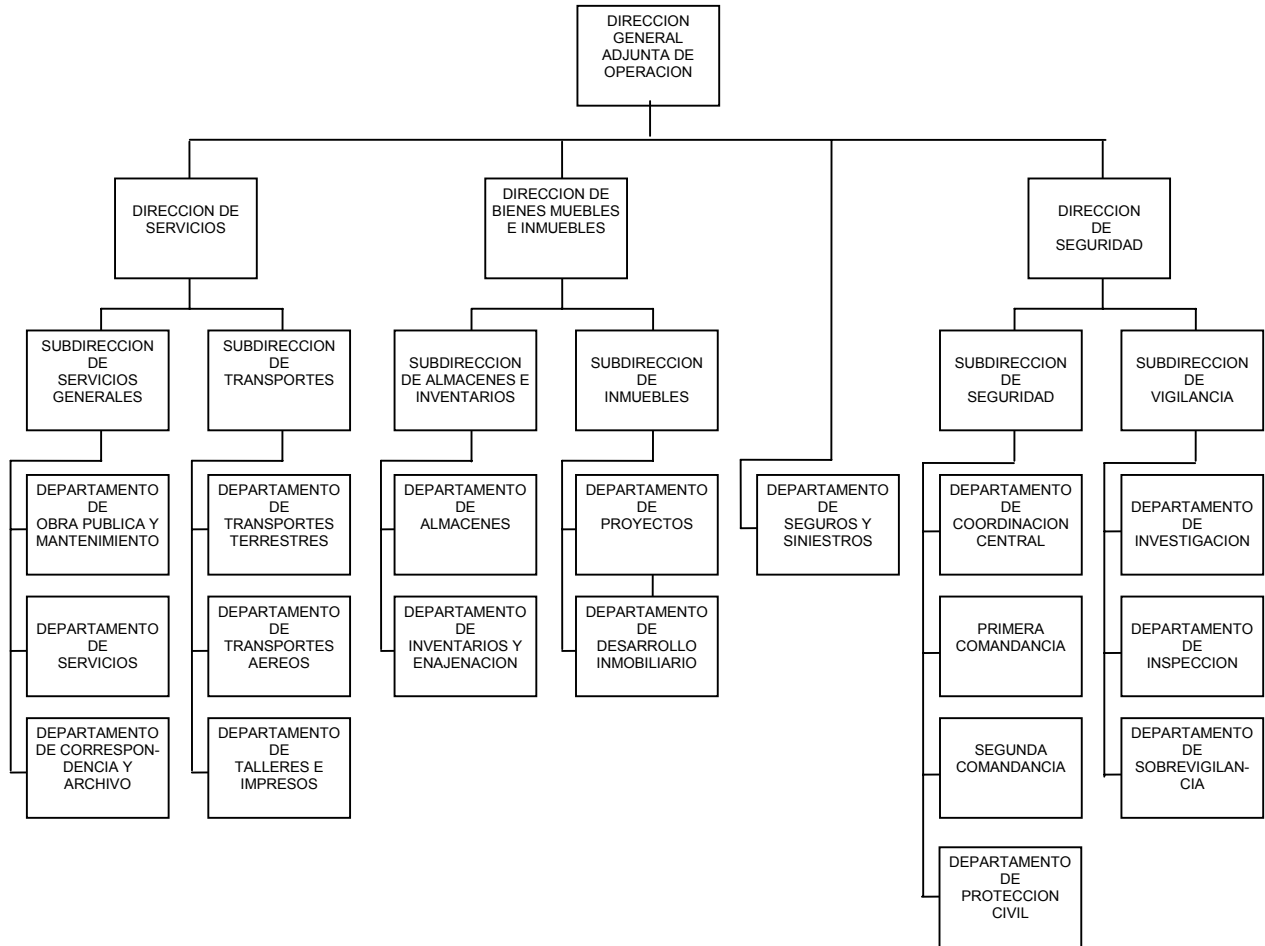 DIRECCION
GENERAL
ADJUNTA DE
OPERACION
DIRECCION DE
SERVICIOS
DIRECCION DE
BIENES MUEBLES
E INMUEBLES
DIRECCION
DE
SEGURIDAD
SUBDIRECCION
DE
SERVICIOS
GENERALES
SUBDIRECCION
DE
TRANSPORTES
SUBDIRECCION
DE ALMACENES E
INVENTARIOS
SUBDIRECCION
DE
INMUEBLES
SUBDIRECCION
DE
SEGURIDAD
SUBDIRECCION
DE
VIGILANCIA
DEPARTAMENTO
DE
OBRA PUBLICA Y
MANTENIMIENTO
DEPARTAMENTO
DE
TRANSPORTES
TERRESTRES
DEPARTAMENTO
DE
ALMACENES
DEPARTAMENTO
DE
PROYECTOS
DEPARTAMENTO
DE
SEGUROS Y
SINIESTROS
DEPARTAMENTO
DE
COORDINACION
CENTRAL
DEPARTAMENTO
DE
INVESTIGACION
DEPARTAMENTO
DE
SERVICIOS
DEPARTAMENTO
DE
TRANSPORTES
AEREOS
DEPARTAMENTO
DE
INVENTARIOS Y
ENAJENACION
DEPARTAMENTO
DE
DESARROLLO
INMOBILIARIO
PRIMERA
COMANDANCIA
DEPARTAMENTO
DE
INSPECCION
DEPARTAMENTO
DE CORRESPON-
DENCIA Y
ARCHIVO
DEPARTAMENTO
DE
TALLERES E
IMPRESOS
SEGUNDA
COMANDANCIA
DEPARTAMENTO
DE
SOBREVIGILAN-
CIA
DEPARTAMENTO
DE
PROTECCION
CIVIL